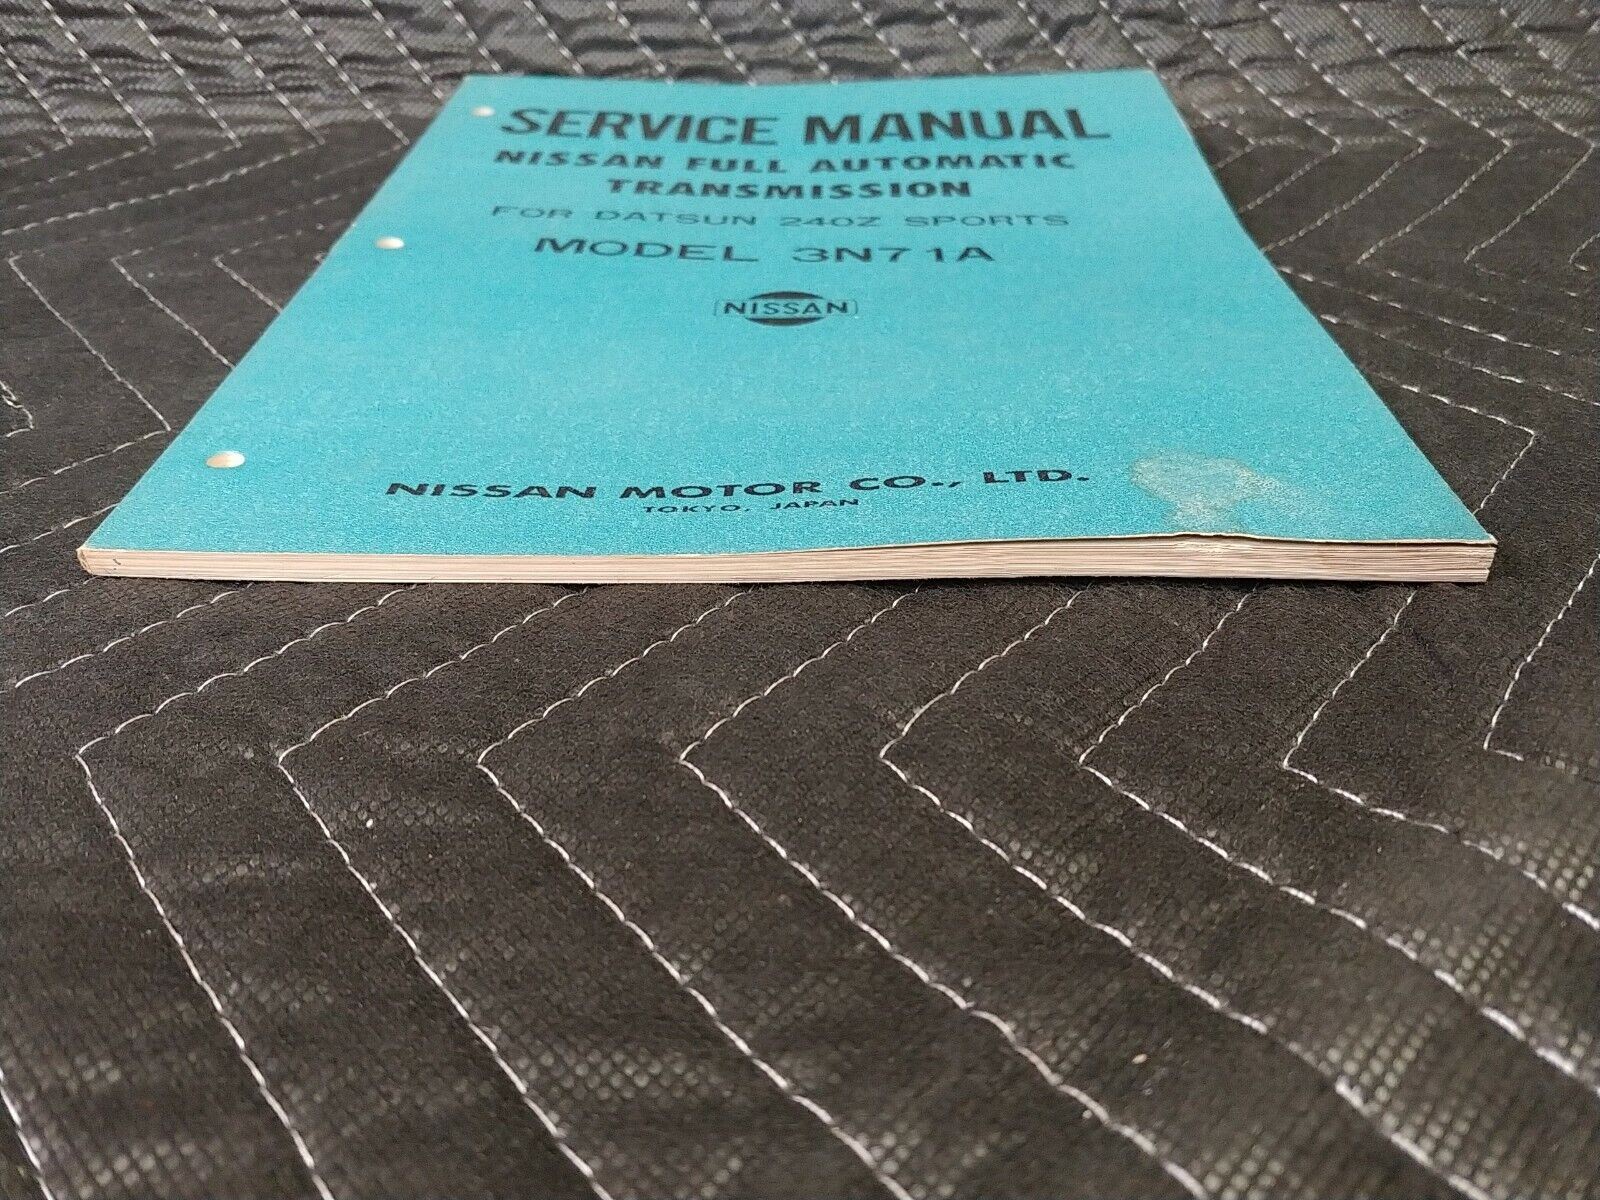 SERVICE MANUAL
NISSAN FULL AUTOMATIC
TRANSMISSION
FOR DATSUN 240Z SPORTS
MODEL 3N71A
NISSAN
NISSAN MOTOR CO., LTD.
TOKYO, JAPAN